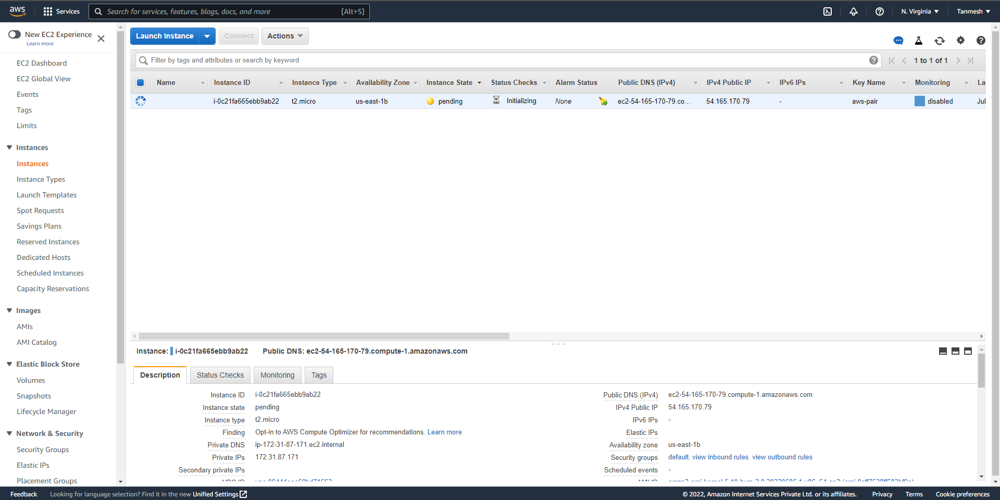 aws
Services
Search for services, features, blogs, docs, and more
[Alt+S]
N. Virginia
Tanmesh
New EC2 Experience
Learn more
EC2 Dashboard
EC2 Global View
Events
Tags
Limits
Instances
Instances
Instance Types
Launch Templates
Spot Requests
Savings Plans
Reserved Instances
Dedicated Hosts
Scheduled Instances
Capacity Reservations
Images
AMIs
AMI Catalog
Elastic Block Store
Volumes
Snapshots
Lifecycle Manager
Network & Security
Security Groups
Elastic IPs
Placement Groups
Launch Instance
Connect
Actions
Filter by tags and attributes or search by keyword
1 to 1 of 1
Name Instance ID Instance Type Availability Zone Instance State Status Checks Alarm Status Public DNS (IPv4) IPv4 Public IP IPv6 IPs Key Name Monitoring La
i-0c21fa665ebb9ab22 t2.micro us-east-1b pending Initializing None ec2-54-165-170-79.co... 54.165.170.79 - aws-pair disabled Jul
Instance: i-0c21fa665ebb9ab22 Public DNS: ec2-54-165-170-79.compute-1.amazonaws.com
Description Status Checks Monitoring Tags
Instance ID i-0c21fa665ebb9ab22
Instance state pending
Instance type t2.micro
Finding Opt-in to AWS Compute Optimizer for recommendations. Learn more
Private DNS ip-172-31-87-171.ec2.internal
Private IPs 172.31.87.171
Secondary private IPs
VPC ID
Public DNS (IPv4) ec2-54-165-170-79.compute-1.amazonaws.com
IPv4 Public IP 54.165.170.79
IPv6 IPs -
Elastic IPs
Availability zone us-east-1b
Security groups default. view inbound rules. view outbound rules
Scheduled events -
AMI ID
Feedback
Looking for language selection? Find it in the new Unified Settings
© 2022, Amazon Internet Services Private Ltd. or its affiliates.
Privacy
Terms
Cookie preferences